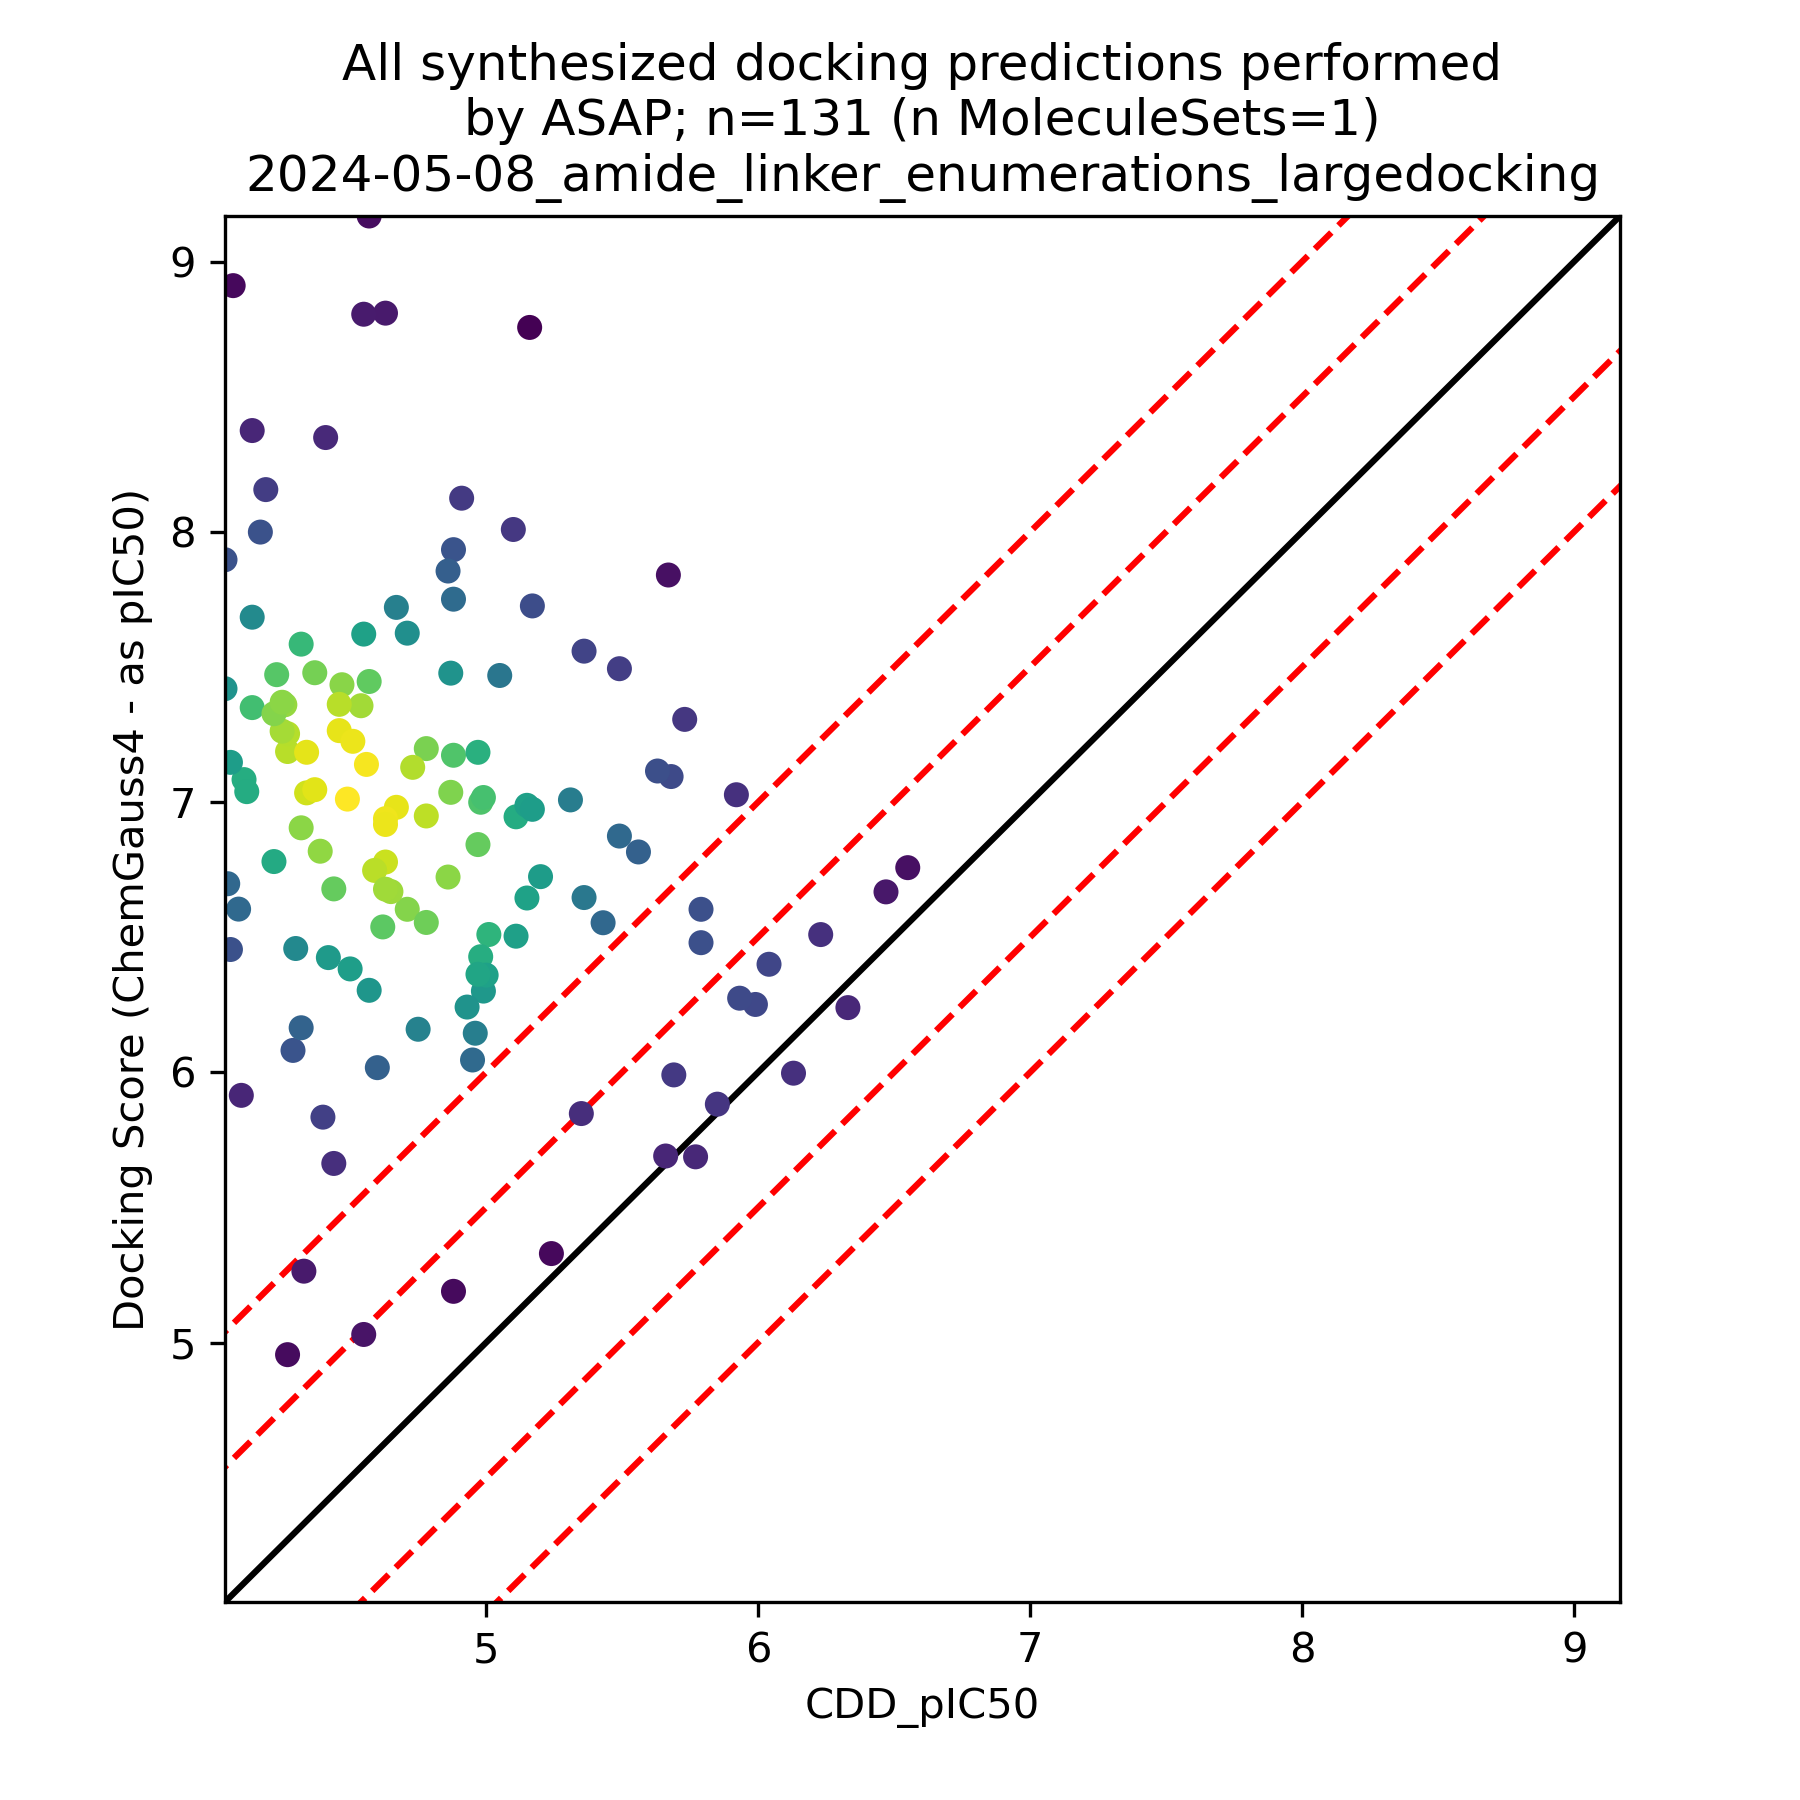 All synthesized docking predictions performed
by ASAP; n=131 (n MoleculeSets=1)
2024-05-08_amide_linker_enumerations_largedocking
9
8
7
6
5
Docking Score (ChemGauss4 - as pIC50)
5
6
7
8
9
CDD_pIC50